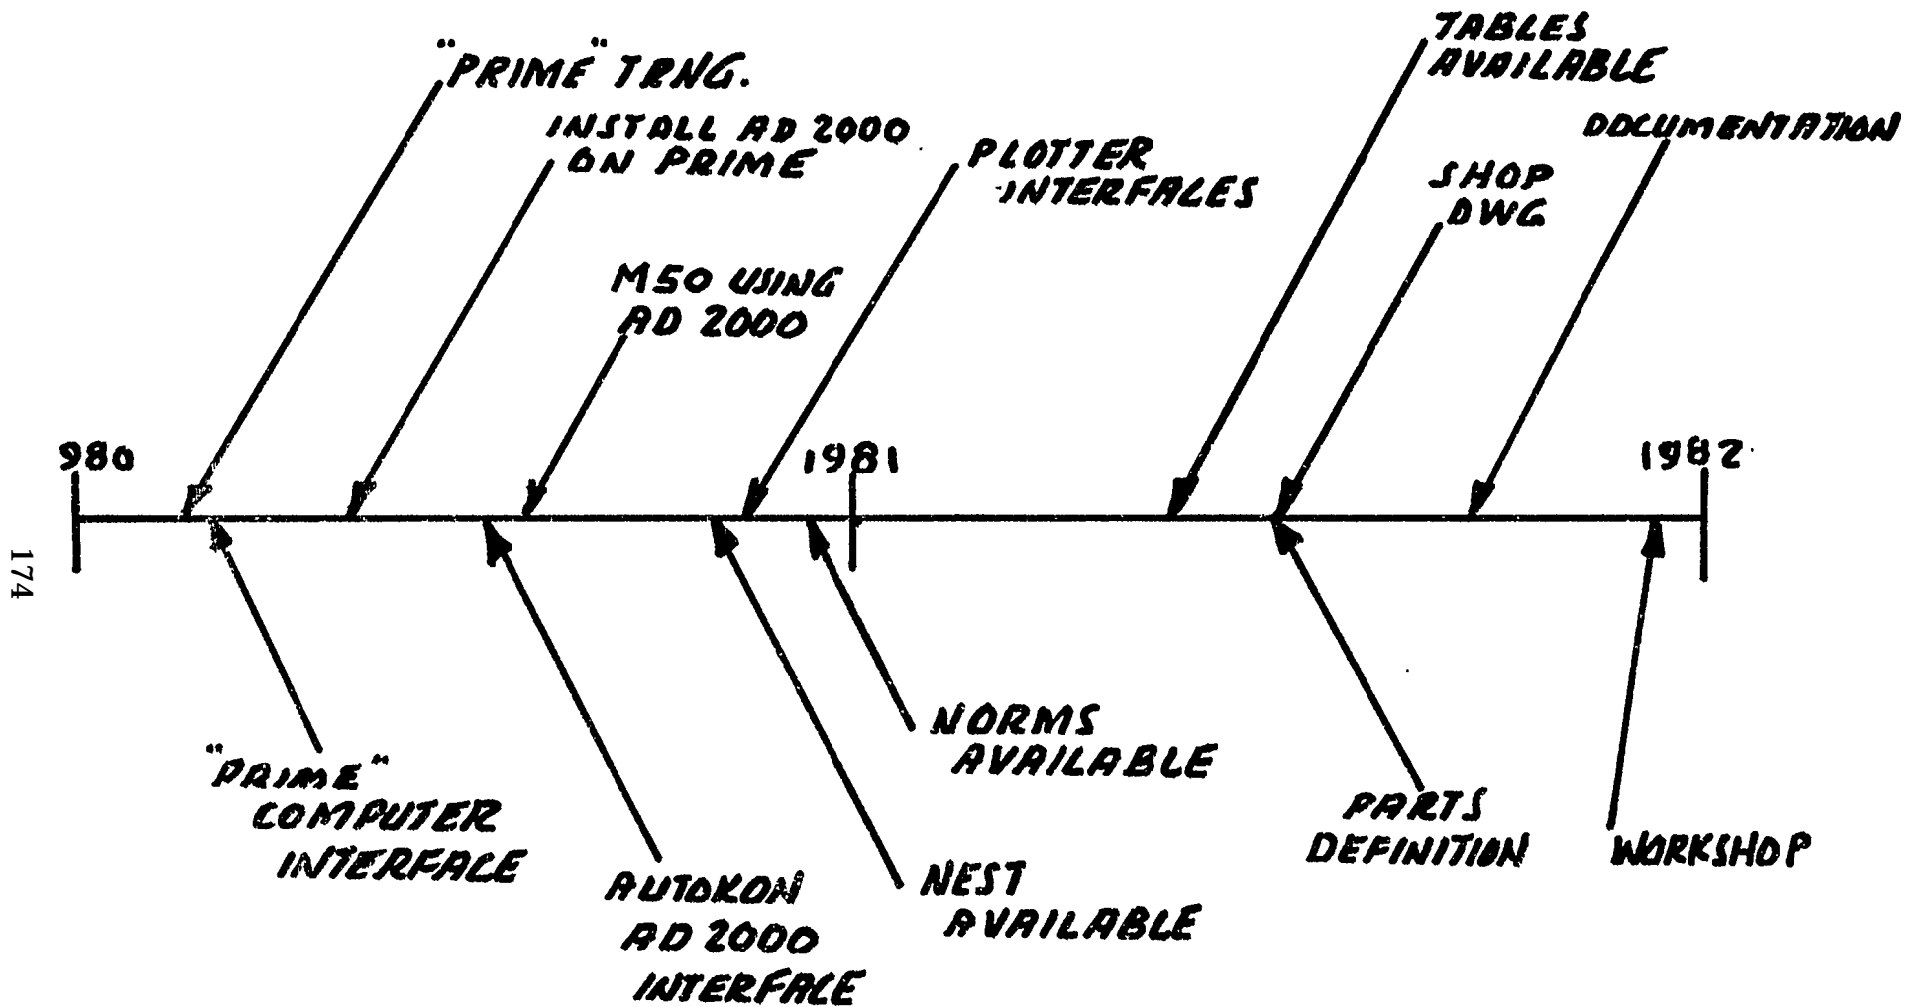 "PRIME" TRNG.
INSTALL AD 2000
ON PRIME
M50 USING
AD 2000
PLOTTER
INTERFACES
TABLES
AVAILABLE
SHOP
DWG
DOCUMENTATION
980
1981
1982
174
"PRIME"
COMPUTER
INTERFACE
AUTOKON
AD 2000
INTERFACE
NEST
AVAILABLE
NORMS
AVAILABLE
PARTS
DEFINITION
WORKSHOP